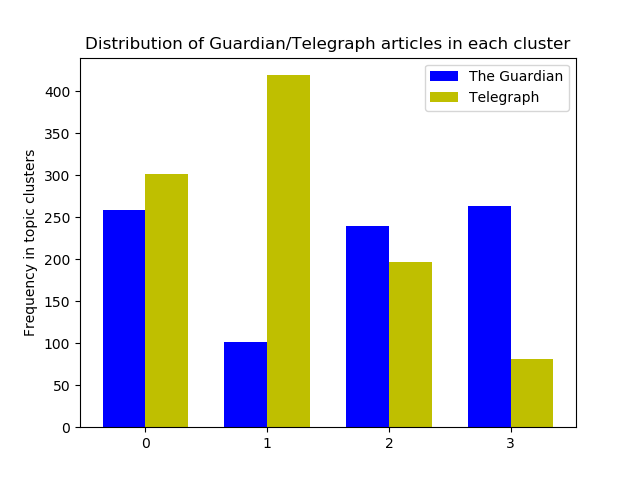 Distribution of Guardian/Telegraph articles in each cluster
The Guardian
Telegraph
Frequency in topic clusters
400
350
300
250
200
150
100
50
0
0 1 2 3